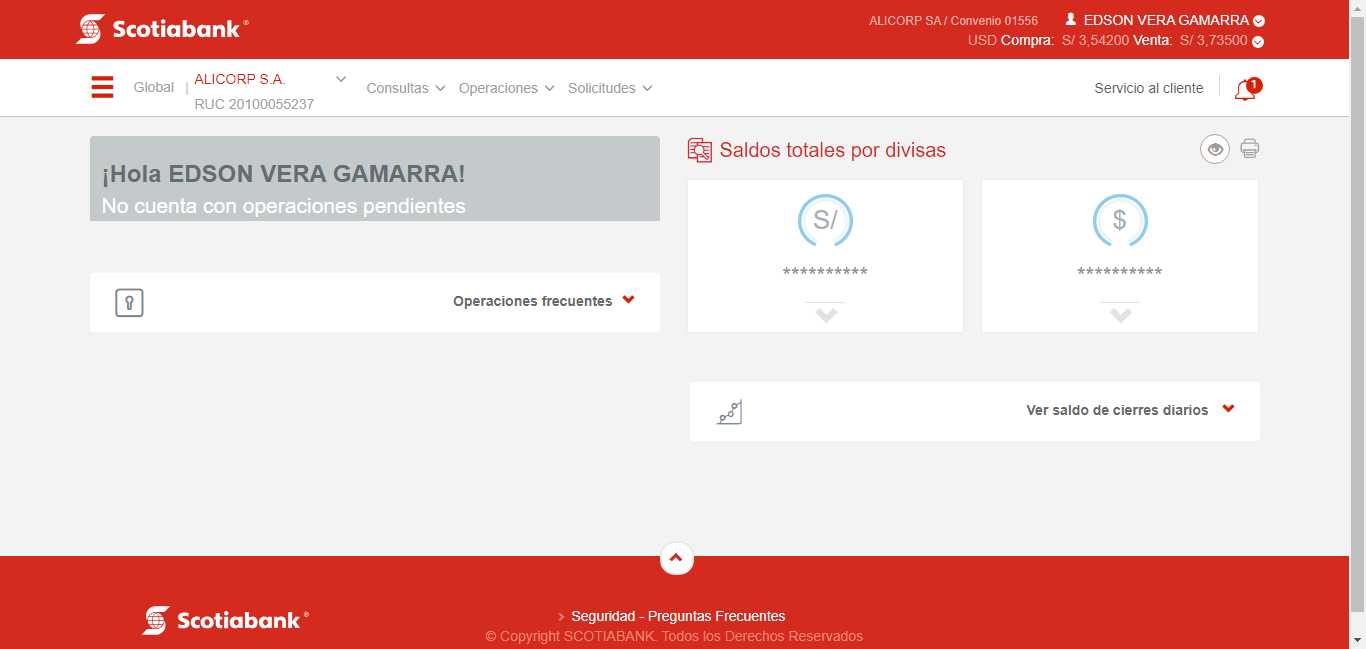 Scotiabank®
ALICORP SA / Convenio 01556 EDSON VERA GAMARRA
USD Compra: S/ 3,54200 Venta: S/ 3,73500
Global | ALICORP S.A.
RUC 20100055237
Consultas Operaciones Solicitudes
Servicio al cliente
1
¡Hola EDSON VERA GAMARRA!
No cuenta con operaciones pendientes
Operaciones frecuentes
Saldos totales por divisas
S/
**********
$
**********
Ver saldo de cierres diarios
Scotiabank®
> Seguridad - Preguntas Frecuentes
© Copyright SCOTIABANK. Todos los Derechos Reservados